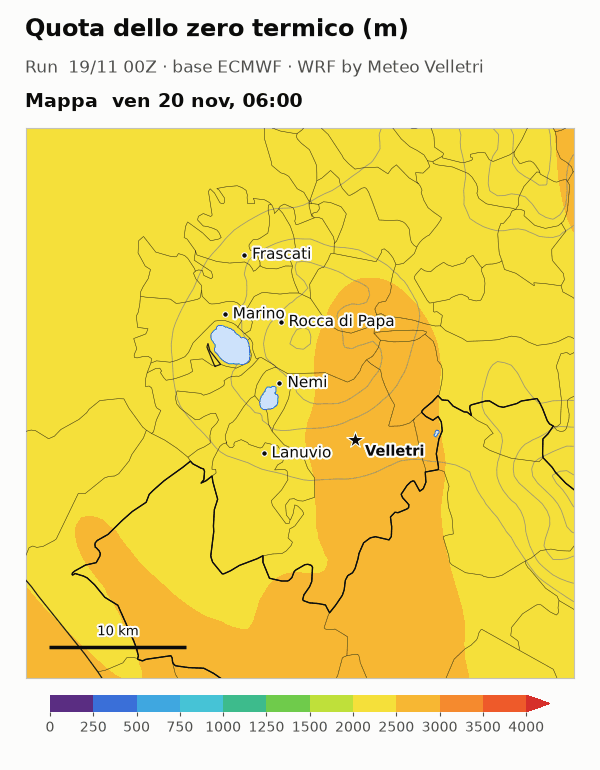 Quota dello zero termico (m)
Run  19/11 00Z · base ECMWF · WRF by Meteo Velletri
Mappa  ven 20 nov, 06:00
Frascati
Marino
Rocca di Papa
Nemi
Velletri
Lanuvio
10 km
0 250 500 750 1000 1250 1500 2000 2500 3000 3500 4000